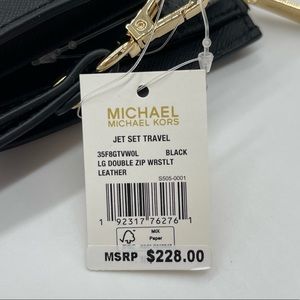 MICHAEL
MICHAEL KORS
JET SET TRAVEL
35F8GTVW0L BLACK
LG DOUBLE ZIP WRSTLT
LEATHER
S505-0001
1 92317 76276 1
FSC
MIX
Paper
MSRP $228.00